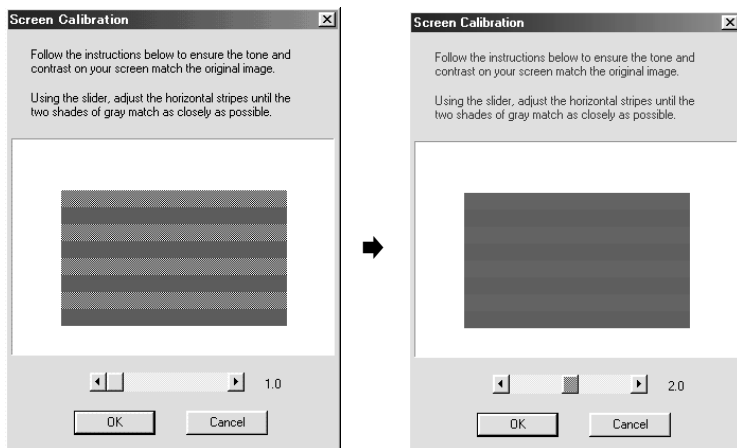 Screen Calibration
Follow the instructions below to ensure the tone and
contrast on your screen match the original image.
Using the slider, adjust the horizontal stripes until the
two shades of gray match as closely as possible.
1.0
OK
Cancel
Screen Calibration
Follow the instructions below to ensure the tone and
contrast on your screen match the original image.
Using the slider, adjust the horizontal stripes until the
two shades of gray match as closely as possible.
2.0
OK
Cancel